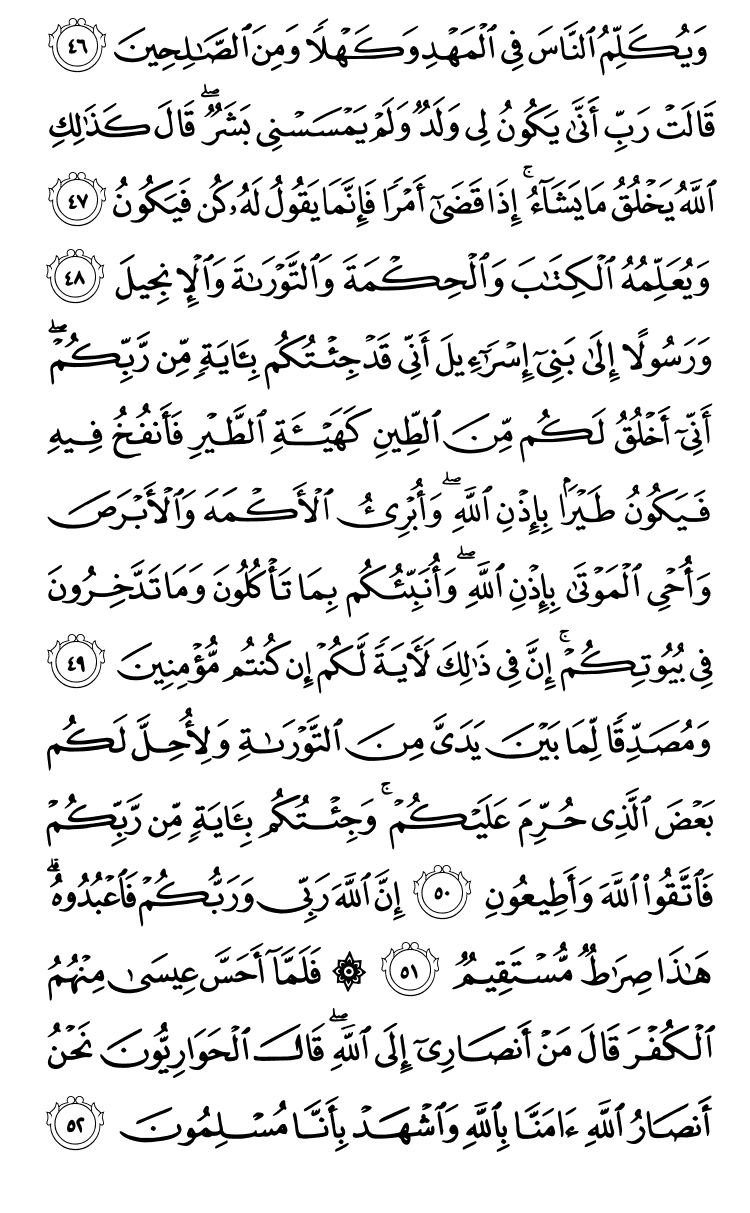 وَيُكَلِّمُ ٱلنَّاسَ فِي ٱلۡمَهۡدِ وَكَهۡلٗا وَمِنَ ٱلصَّٰلِحِينَ ٤٦
قَالَتۡ رَبِّ أَنَّىٰ يَكُونُ لِي وَلَدٞ وَلَمۡ يَمۡسَسۡنِي بَشَرٞۖ قَالَ كَذَٰلِكِ
ٱللَّهُ يَخۡلُقُ مَا يَشَآءُۚ إِذَا قَضَىٰٓ أَمۡرٗا فَإِنَّمَا يَقُولُ لَهُۥ كُن فَيَكُونُ ٤٧
وَيُعَلِّمُهُ ٱلۡكِتَٰبَ وَٱلۡحِكۡمَةَ وَٱلتَّوۡرَىٰةَ وَٱلۡإِنجِيلَ ٤٨
وَرَسُولًا إِلَىٰ بَنِيٓ إِسۡرَٰٓءِيلَ أَنِّي قَدۡ جِئۡتُكُم بِـَٔايَةٖ مِّن رَّبِّكُمۡۖ
أَنِّيٓ أَخۡلُقُ لَكُم مِّنَ ٱلطِّينِ كَهَيۡـَٔةِ ٱلطَّيۡرِ فَأَنفُخُ فِيهِ
فَيَكُونُ طَيۡرَۢا بِإِذۡنِ ٱللَّهِۖ وَأُبۡرِئُ ٱلۡأَكۡمَهَ وَٱلۡأَبۡرَصَ
وَأُحۡيِ ٱلۡمَوۡتَىٰ بِإِذۡنِ ٱللَّهِۖ وَأُنَبِّئُكُم بِمَا تَأۡكُلُونَ وَمَا تَدَّخِرُونَ
فِي بُيُوتِكُمۡۚ إِنَّ فِي ذَٰلِكَ لَأٓيَةٗ لَّكُمۡ إِن كُنتُم مُّؤۡمِنِينَ ٤٩
وَمُصَدِّقٗا لِّمَا بَيۡنَ يَدَيَّ مِنَ ٱلتَّوۡرَىٰةِ وَلِأُحِلَّ لَكُم
بَعۡضَ ٱلَّذِي حُرِّمَ عَلَيۡكُمۡۚ وَجِئۡتُكُم بِـَٔايَةٖ مِّن رَّبِّكُمۡ
فَٱتَّقُواْ ٱللَّهَ وَأَطِيعُونِ ٥٠ إِنَّ ٱللَّهَ رَبِّي وَرَبُّكُمۡ فَٱعۡبُدُوهُۗ
هَٰذَا صِرَٰطٞ مُّسۡتَقِيمٞ ٥١ ۞ فَلَمَّآ أَحَسَّ عِيسَىٰ مِنۡهُمُ
ٱلۡكُفۡرَ قَالَ مَنۡ أَنصَارِيٓ إِلَى ٱللَّهِۖ قَالَ ٱلۡحَوَارِيُّونَ نَحۡنُ
أَنصَارُ ٱللَّهِ ءَامَنَّا بِٱللَّهِ وَٱشۡهَدۡ بِأَنَّا مُسۡلِمُونَ ٥٢